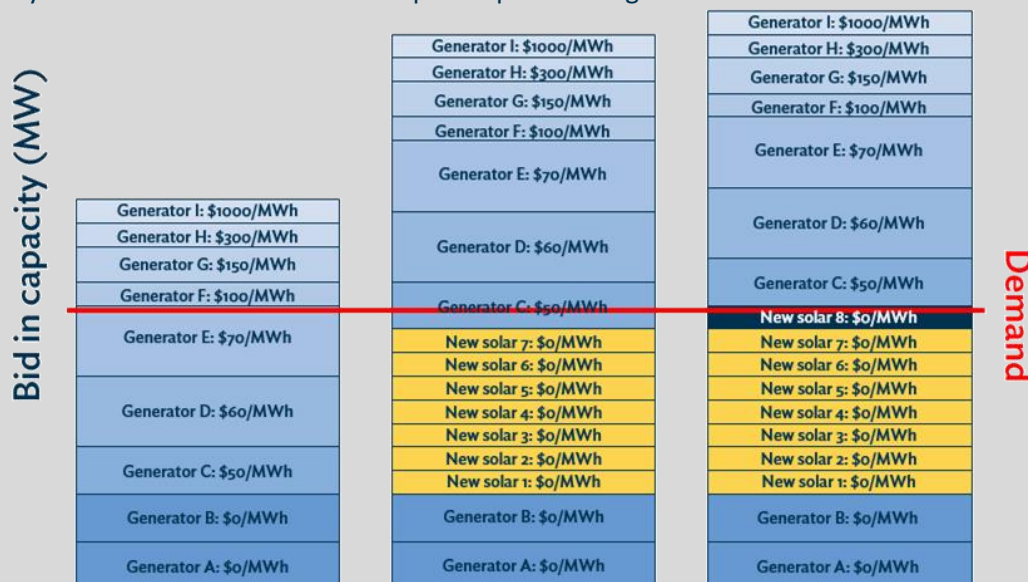 Bid in capacity (MW)
Generator I: $1000/MWh
Generator H: $300/MWh
Generator G: $150/MWh
Generator F: $100/MWh
Generator E: $70/MWh
Generator D: $60/MWh
Generator C: $50/MWh
Generator B: $0/MWh
Generator A: $0/MWh
Generator I: $1000/MWh
Generator H: $300/MWh
Generator G: $150/MWh
Generator F: $100/MWh
Generator E: $70/MWh
Generator D: $60/MWh
Generator C: $50/MWh
New solar 7: $0/MWh
New solar 6: $0/MWh
New solar 5: $0/MWh
New solar 4: $0/MWh
New solar 3: $0/MWh
New solar 2: $0/MWh
New solar 1: $0/MWh
Generator B: $0/MWh
Generator A: $0/MWh
Generator I: $1000/MWh
Generator H: $300/MWh
Generator G: $150/MWh
Generator F: $100/MWh
Generator E: $70/MWh
Generator D: $60/MWh
Generator C: $50/MWh
New solar 8: $0/MWh
New solar 7: $0/MWh
New solar 6: $0/MWh
New solar 5: $0/MWh
New solar 4: $0/MWh
New solar 3: $0/MWh
New solar 2: $0/MWh
New solar 1: $0/MWh
Generator B: $0/MWh
Generator A: $0/MWh
Demand